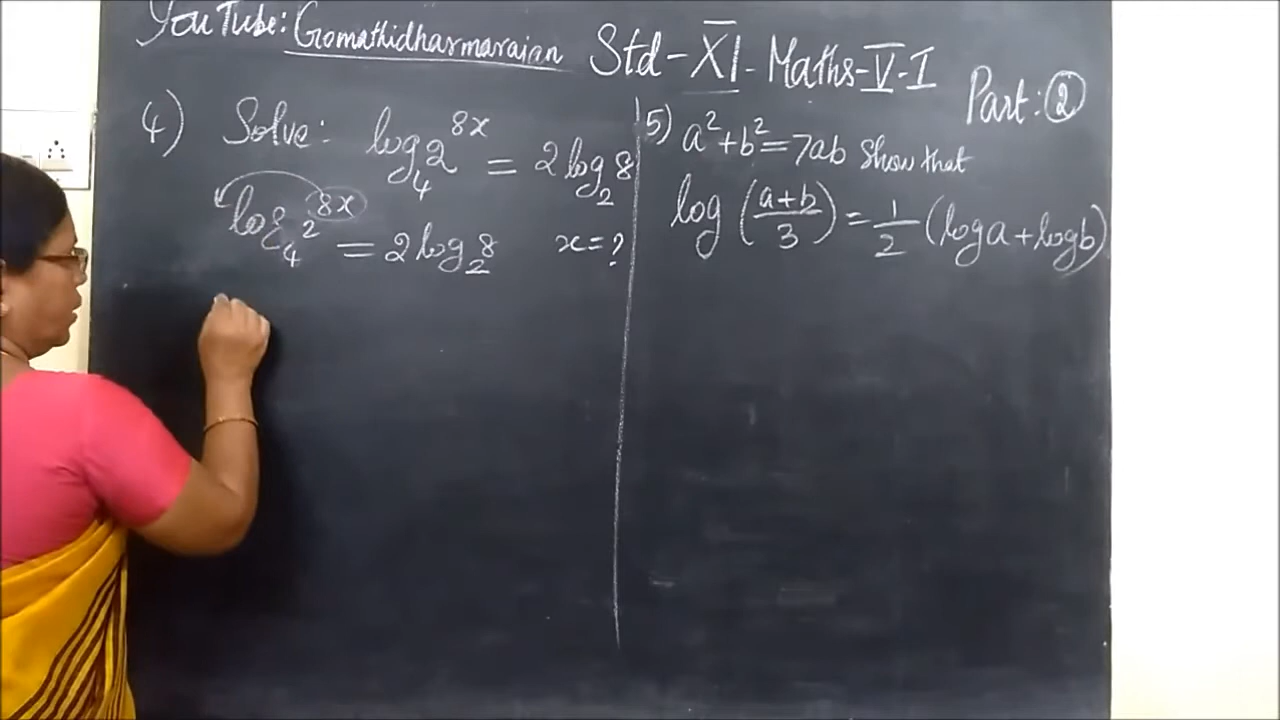 YouTube: Gomathidharmarajan Std-XI-Maths-V-I
Part: 2
4) Solve: log₄ 2^8x = 2 log₂ 8
log₄ 2^8x = 2 log₂ 8 x = ?
5) a² + b² = 7ab Show that
log (a+b/3) = 1/2 (log a + log b)